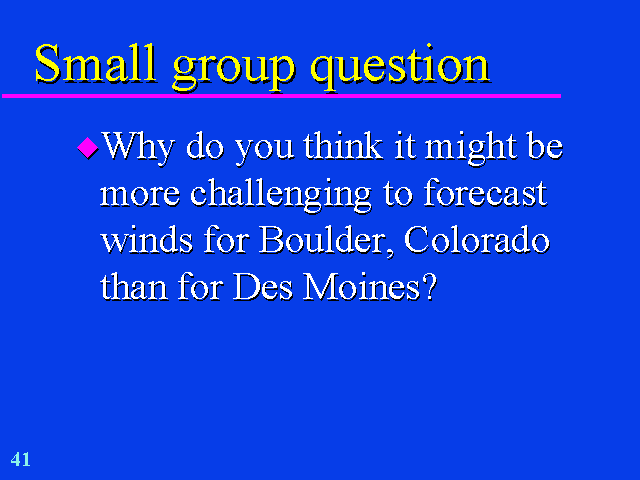 Small group question
Why do you think it might be
more challenging to forecast
winds for Boulder, Colorado
than for Des Moines?
41